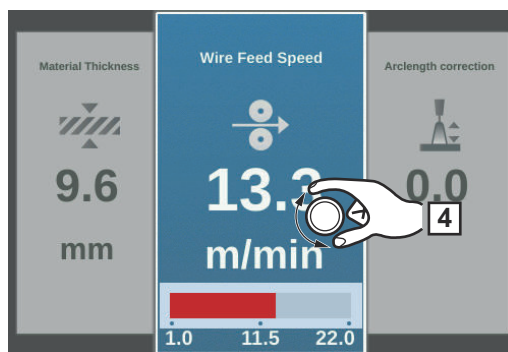 Material Thickness
9.6
mm
Wire Feed Speed
13.3
m/min
1.0 11.5 22.0
Arclength correction
0.0
4